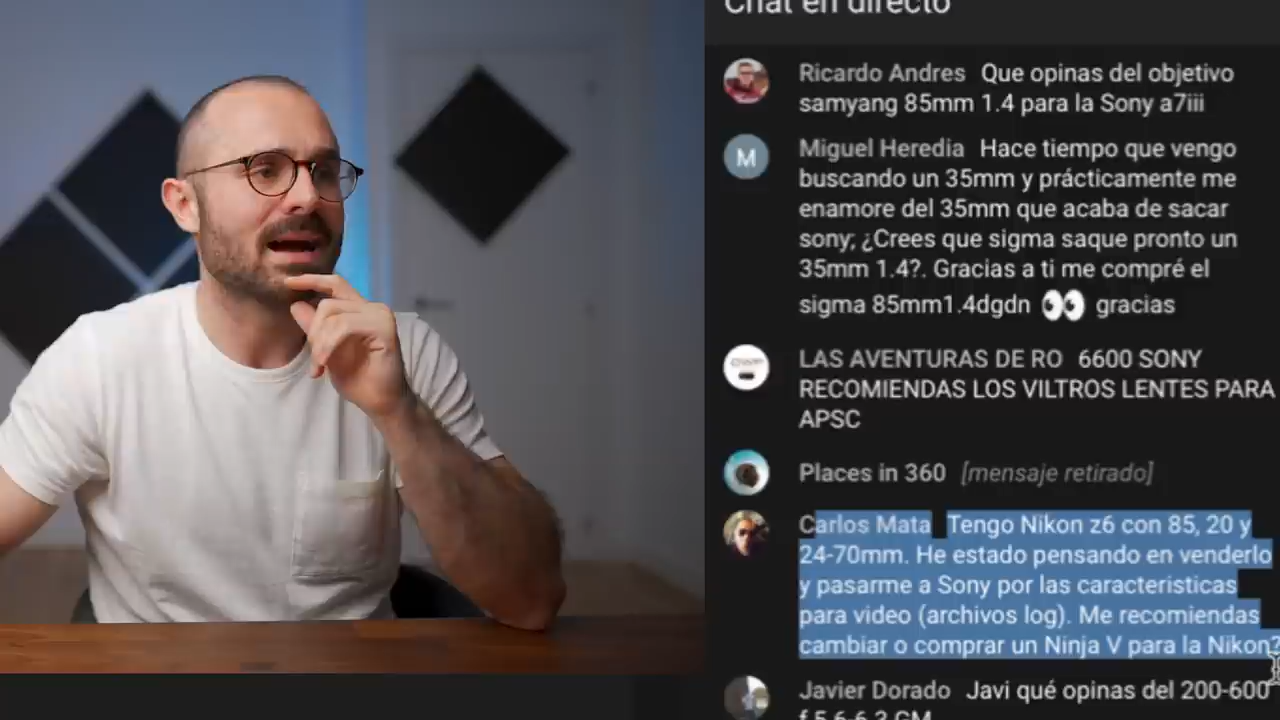 Chat en directo
Ricardo Andres Que opinas del objetivo
samyang 85mm 1.4 para la Sony a7iii
M
Miguel Heredia Hace tiempo que vengo
buscando un 35mm y prácticamente me
enamore del 35mm que acaba de sacar
sony; ¿Crees que sigma saque pronto un
35mm 1.4?. Gracias a ti me compré el
sigma 85mm1.4dgdn 👀 gracias
LAS AVENTURAS DE RO 6600 SONY
RECOMIENDAS LOS VILTROS LENTES PARA
APSC
Places in 360 [mensaje retirado]
Carlos Mata Tengo Nikon z6 con 85, 20 y
24-70mm. He estado pensando en venderlo
y pasarme a Sony por las caracteristicas
para video (archivos log). Me recomiendas
cambiar o comprar un Ninja V para la Nikon?
Javier Dorado Javi qué opinas del 200-600
f 5.6-6.3 GM